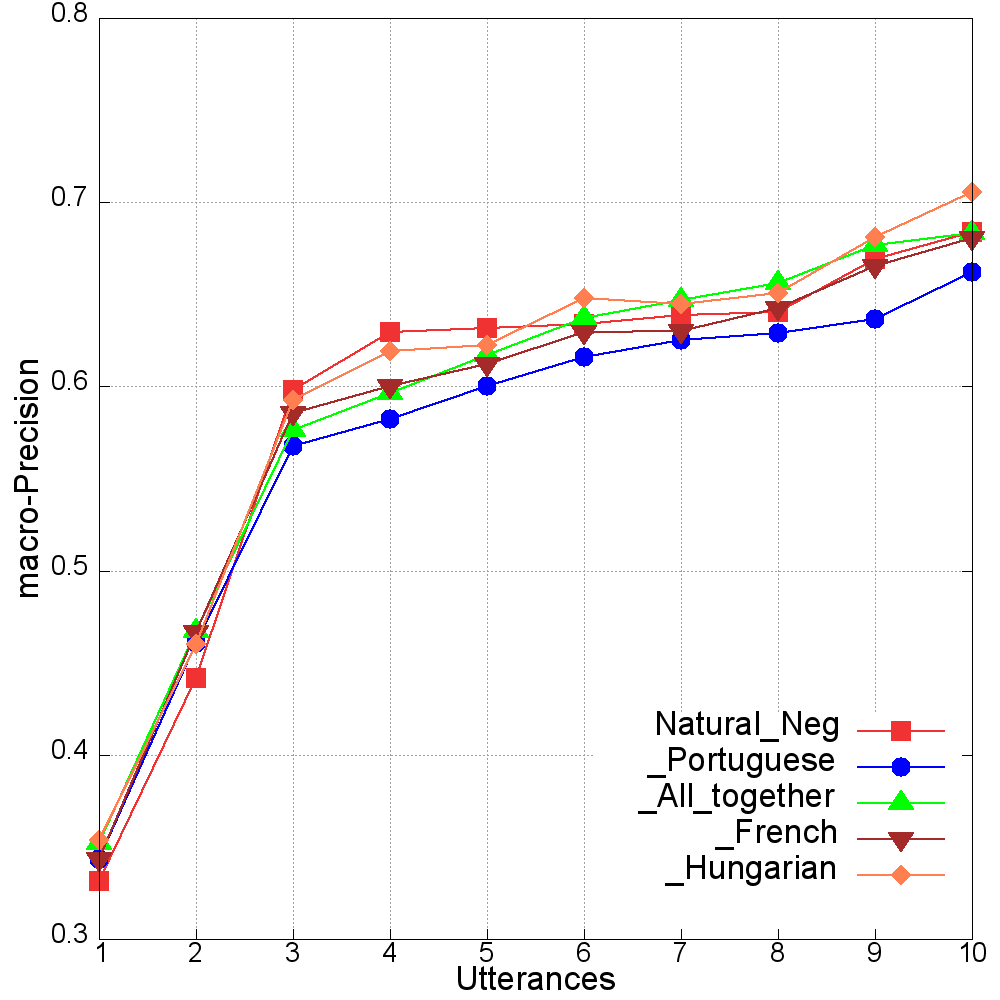 0.8
0.7
0.6
0.5
0.4
0.3
macro-Precision
Natural_Neg
_Portuguese
_All_together
_French
_Hungarian
1 2 3 4 5 6 7 8 9 10
Utterances